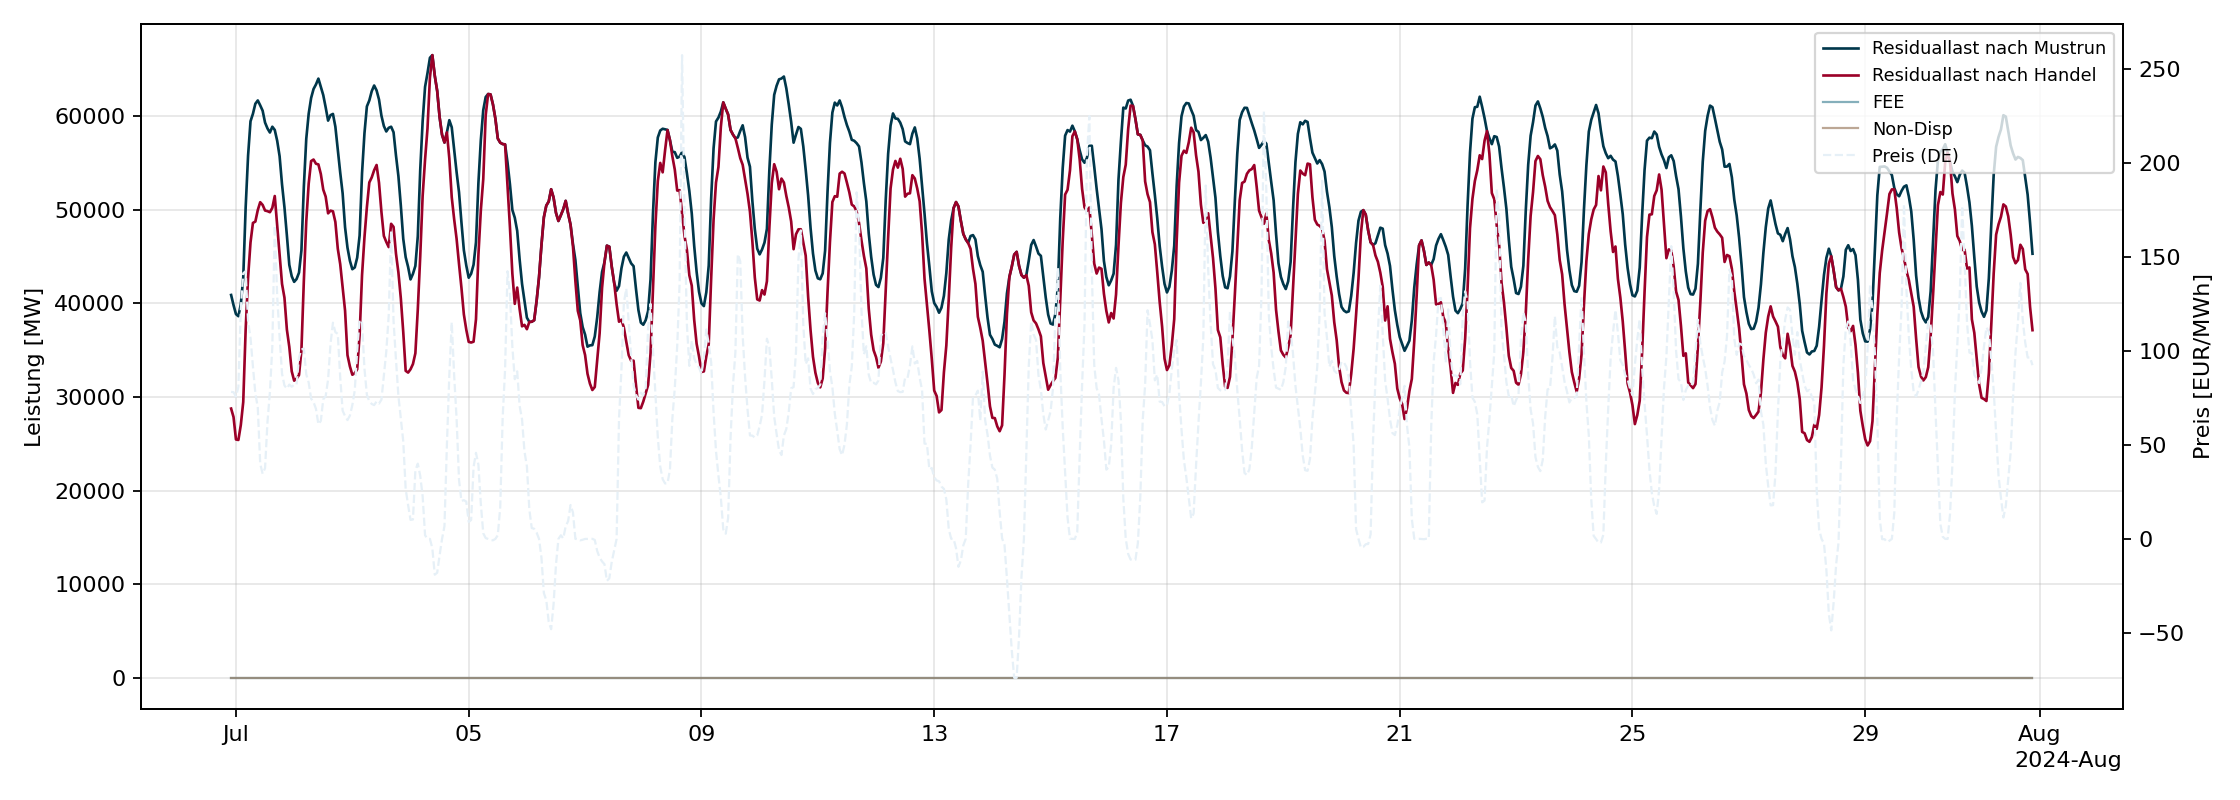 Residuallast nach Mustrun
Residuallast nach Handel
FEE
Non-Disp
Preis (DE)
Leistung [MW]
60000
50000
40000
30000
20000
10000
0
250
200
150
100
50
0
−50
Preis [EUR/MWh]
Jul
05
09
13
17
21
25
29
Aug
2024-Aug